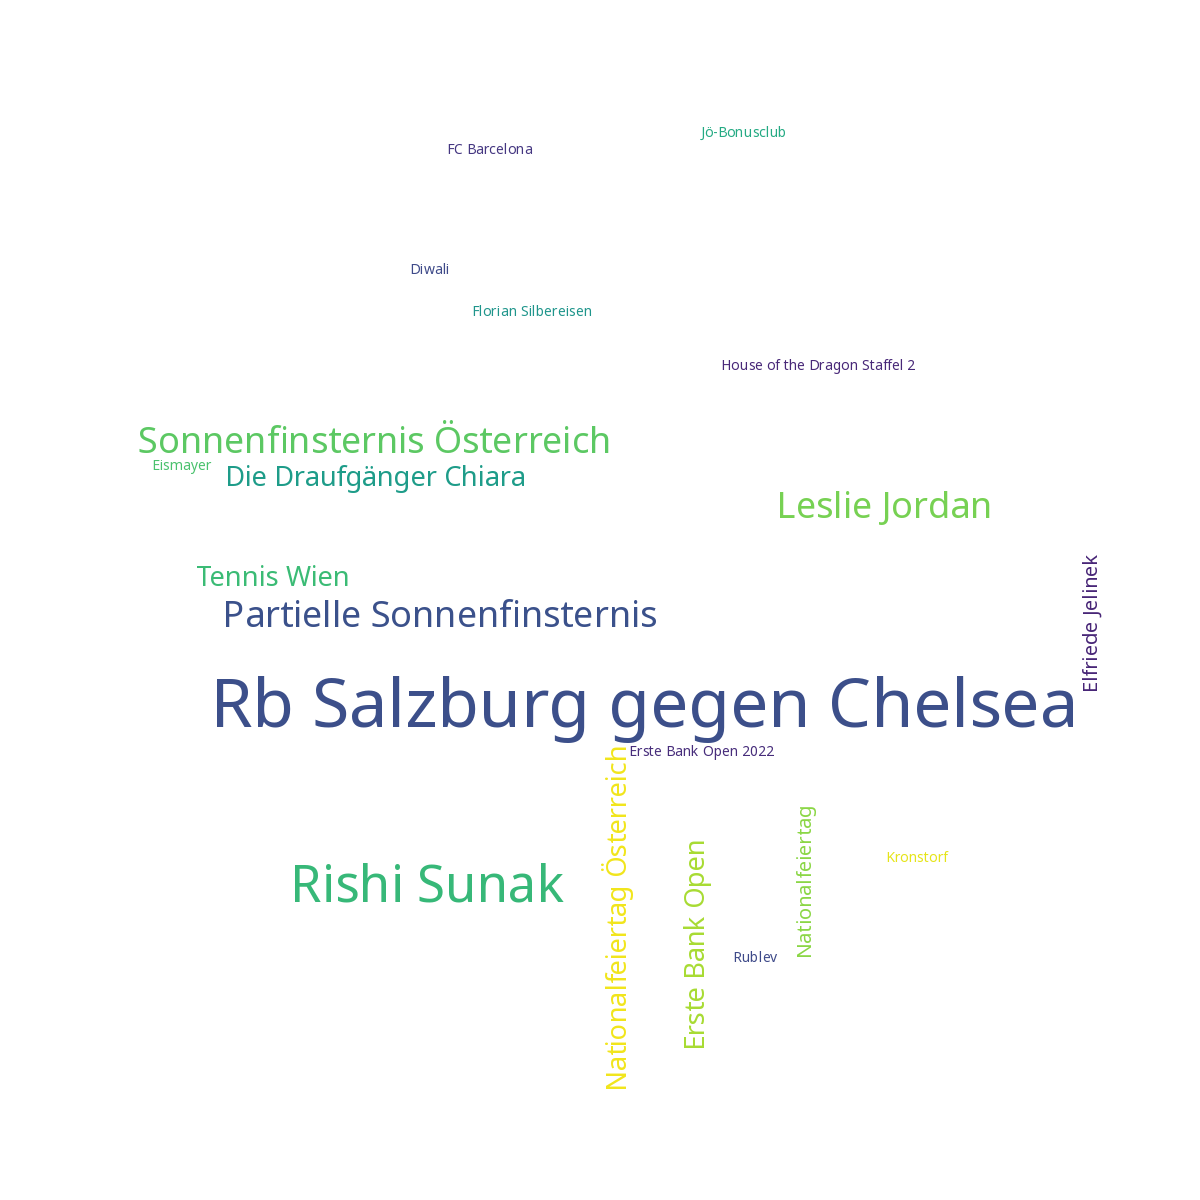 Jö-Bonusclub
FC Barcelona
Diwali
Florian Silbereisen
House of the Dragon Staffel 2
Sonnenfinsternis Österreich
Eismayer
Die Draufgänger Chiara
Leslie Jordan
Tennis Wien
Partielle Sonnenfinsternis
Elfriede Jelinek
Rb Salzburg gegen Chelsea
Erste Bank Open 2022
Nationalfeiertag Österreich
Rishi Sunak
Erste Bank Open
Nationalfeiertag
Kronstorf
Rublev